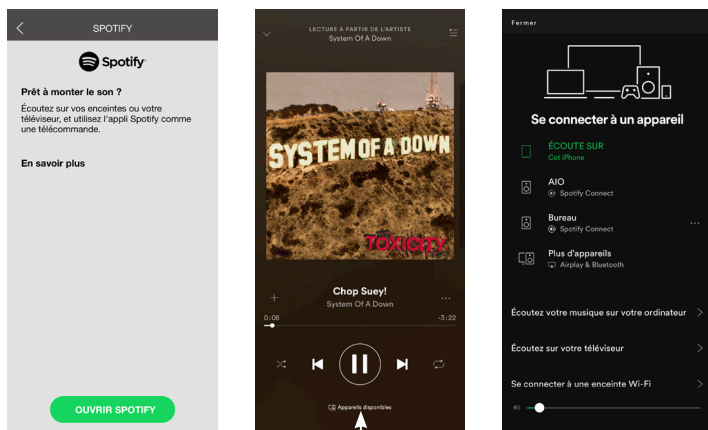 SPOTIFY
Spotify
Prêt à monter le son ?
Écoutez sur vos enceintes ou votre
téléviseur, et utilisez l'appli Spotify comme
une télécommande.
En savoir plus
OUVRIR SPOTIFY
LECTURE À PARTIR DE L'ARTISTE
System Of A Down
SYSTEM OF A DOWN
TOXICITY
Chop Suey!
System Of A Down
0:08
-3:22
Appareils disponibles
Fermer
Se connecter à un appareil
ÉCOUTE SUR
Cet iPhone
AIO
Spotify Connect
Bureau
Spotify Connect
Plus d'appareils
Airplay & Bluetooth
Écoutez votre musique sur votre ordinateur
Écoutez sur votre téléviseur
Se connecter à une enceinte Wi-Fi